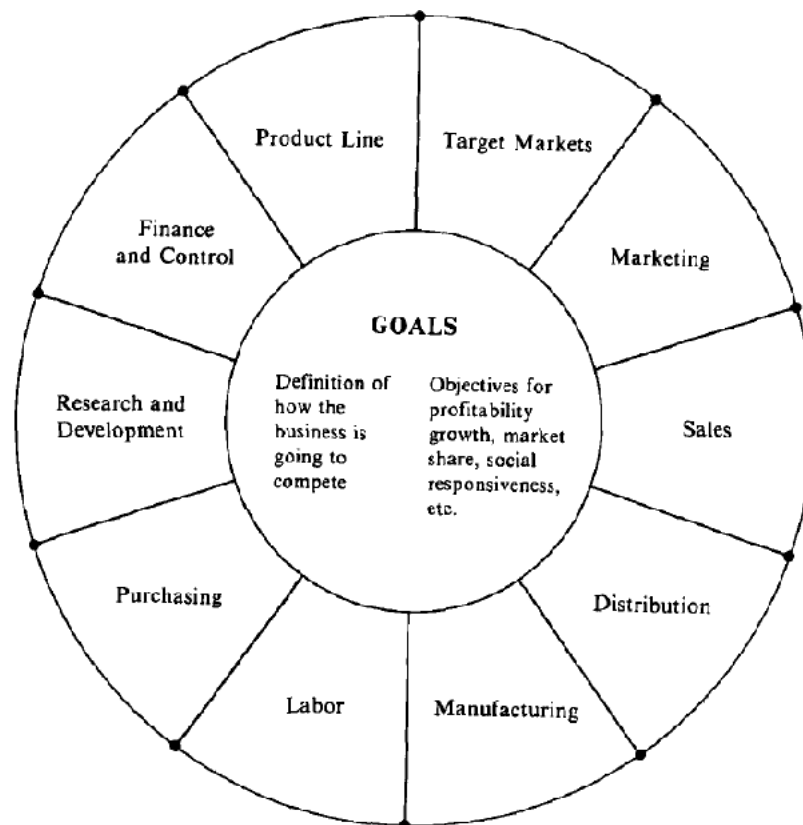 Product Line
Target Markets
Finance
and Control
Marketing
GOALS
Definition of
how the
business is
going to
compete
Objectives for
profitability
growth, market
share, social
responsiveness,
etc.
Research and
Development
Sales
Purchasing
Distribution
Labor
Manufacturing